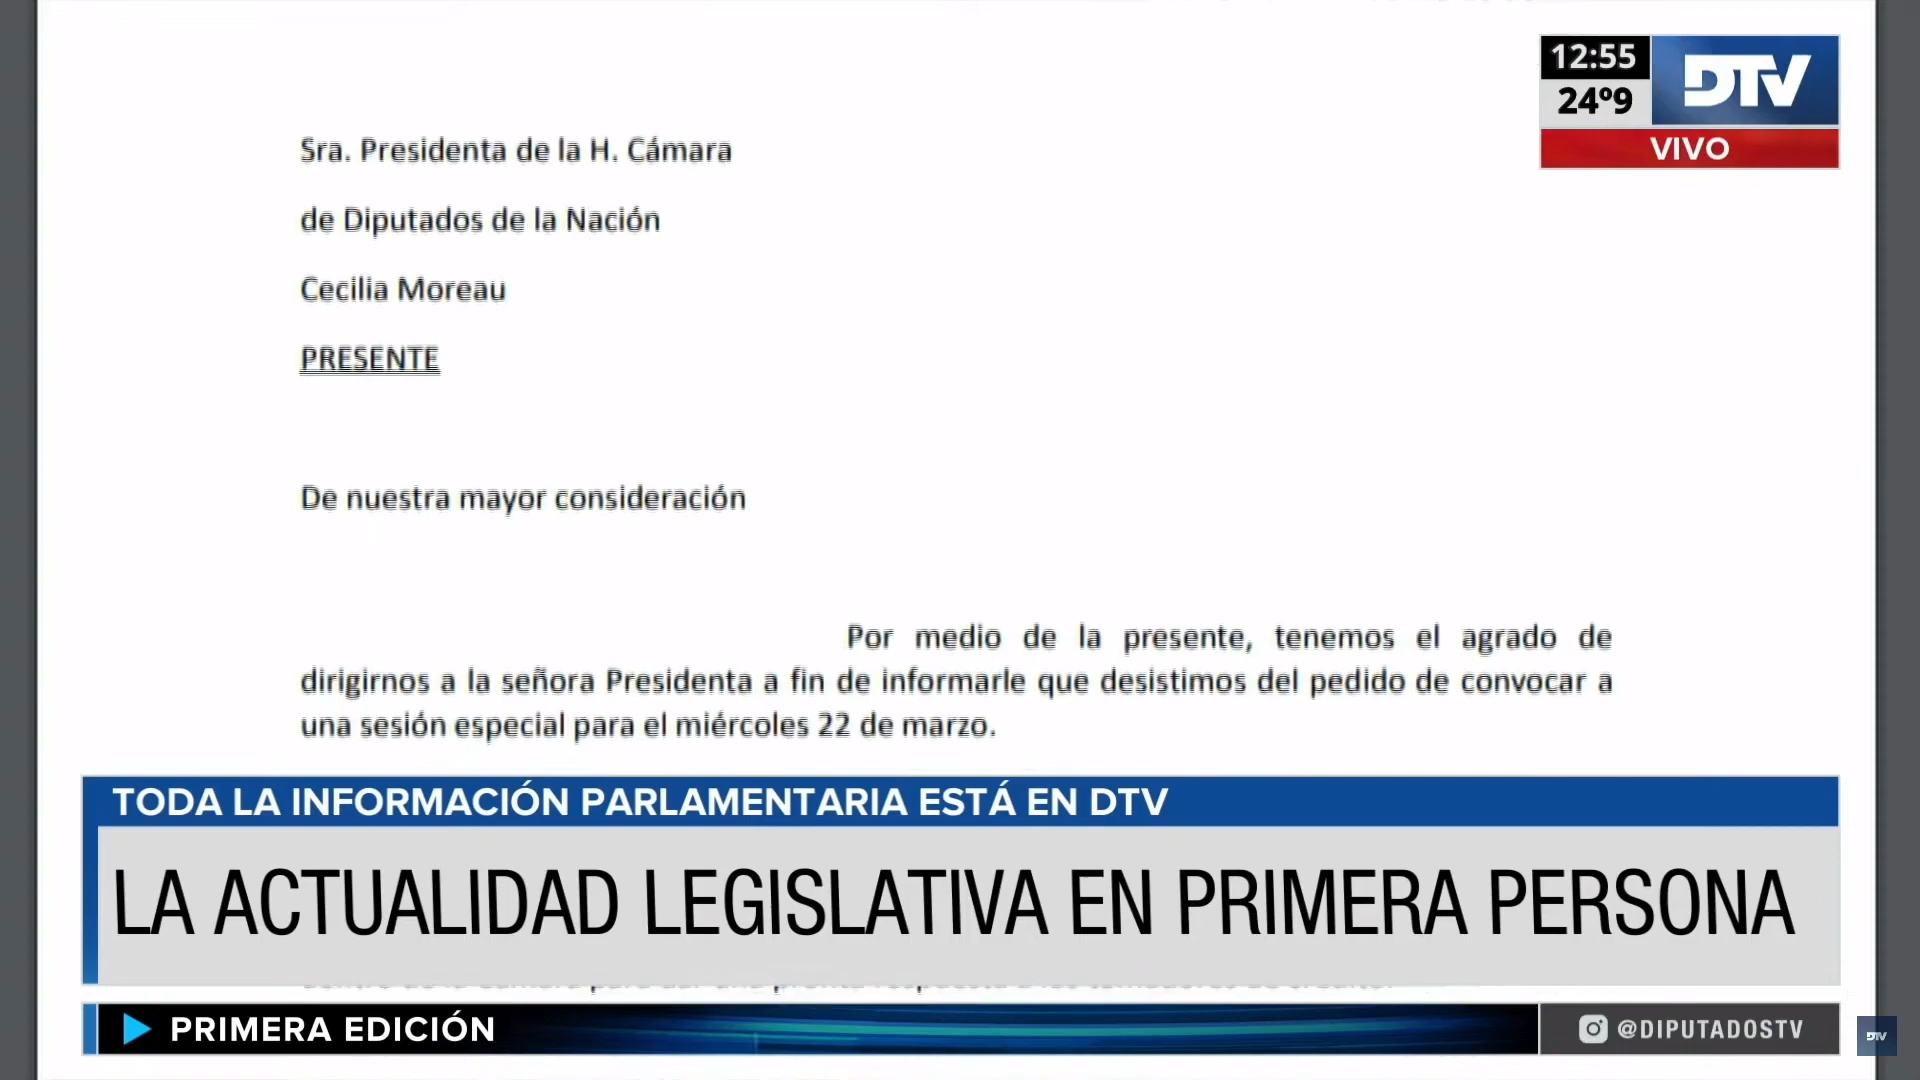 12:55
24º9
DTV
VIVO
Sra. Presidenta de la H. Cámara
de Diputados de la Nación
Cecilia Moreau
PRESENTE
De nuestra mayor consideración
Por medio de la presente, tenemos el agrado de
dirigirnos a la señora Presidenta a fin de informarle que desistimos del pedido de convocar a
una sesión especial para el miércoles 22 de marzo.
TODA LA INFORMACIÓN PARLAMENTARIA ESTÁ EN DTV
LA ACTUALIDAD LEGISLATIVA EN PRIMERA PERSONA
PRIMERA EDICIÓN
@DIPUTADOSTV
DTV